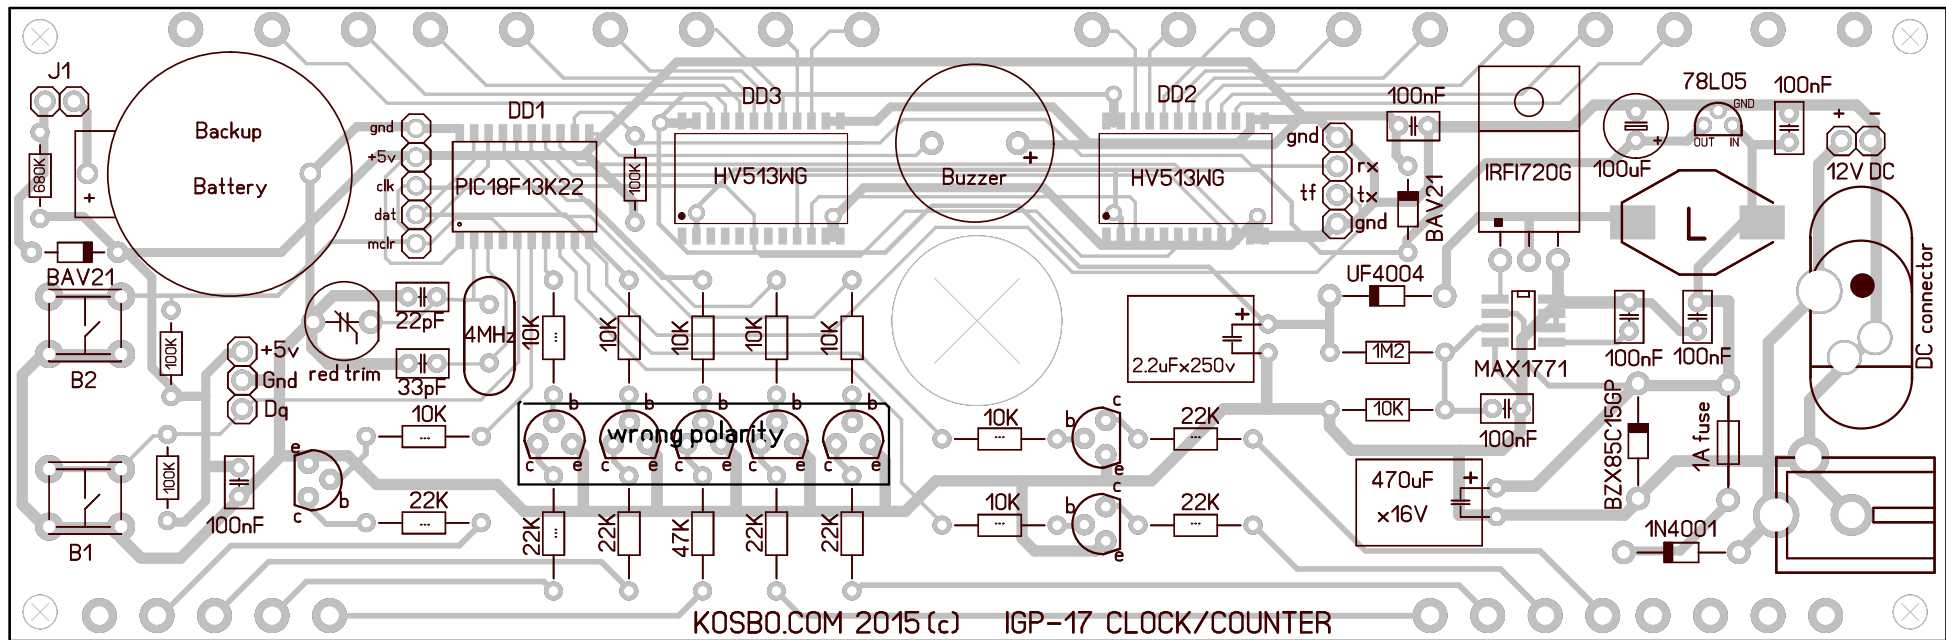 J1
Backup
Battery
+
680K
BAV21
B2
B1
100K
100K
100nF
+5v
Gnd
Dq
gnd
+5v
clk
dat
mclr
DD1
PIC18F13K22
100K
DD3
HV513WG
Buzzer
+
DD2
HV513WG
gnd
rx
tf tx
gnd
100nF
BAV21
IRFI720G
100uF
+
78L05
GND
OUT IN
100nF
+ -
12V DC
L
DC connector
red trim
22pF
33pF
4MHz
10K
10K
10K
10K
10K
10K
22K
e
b
c
b
b
b
b
wrong polarity
c e
c e
c e
c e
c e
22K
22K
47K
22K
22K
10K
b
c
e
22K
10K
b
c
e
22K
UF4004
+
2.2uFx250v
1M2
10K
MAX1771
100nF
100nF
100nF
470uF
x16V
+
BZX85C15GP
1A fuse
1N4001
KOSBO.COM 2015 (c) IGP-17 CLOCK/COUNTER